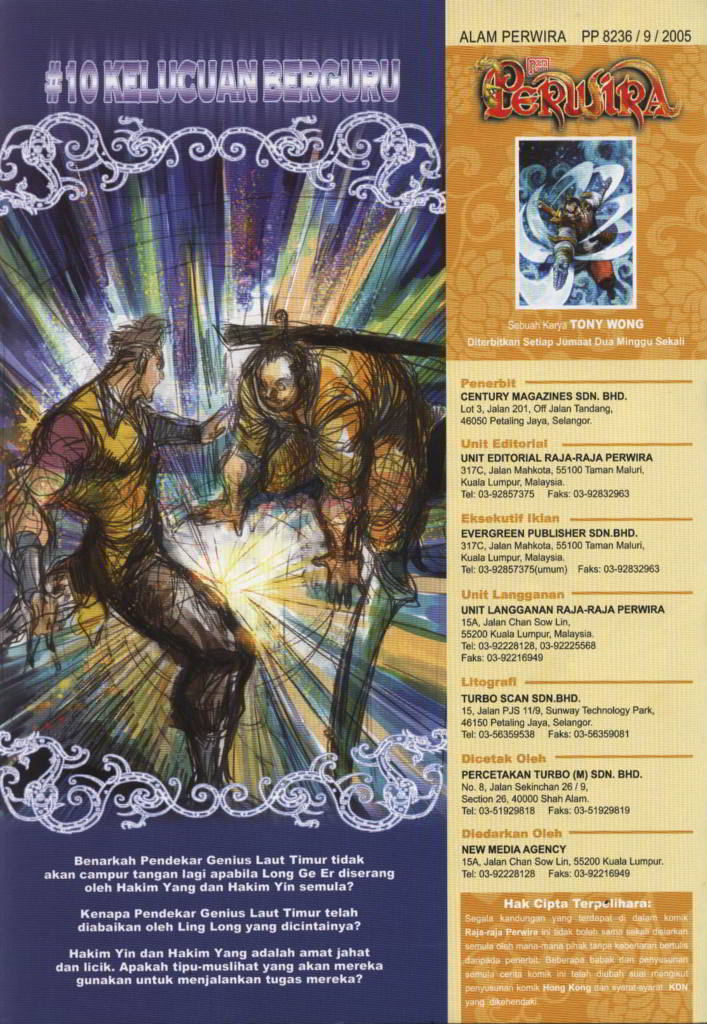 #10 KELUCUAN BERGURU
Benarkah Pendekar Genius Laut Timur tidak
akan campur tangan lagi apabila Long Ge Er diserang
oleh Hakim Yang dan Hakim Yin semula?
Kenapa Pendekar Genius Laut Timur telah
diabaikan oleh Ling Long yang dicintainya?
Hakim Yin dan Hakim Yang adalah amat jahat
dan licik. Apakah tipu-muslihat yang akan mereka
gunakan untuk menjalankan tugas mereka?
ALAM PERWIRA PP 8236 / 9 / 2005
PERWIRA
Sebuah Karya TONY WONG
Diterbitkan Setiap Jumaat Dua Minggu Sekali
Penerbit
CENTURY MAGAZINES SDN. BHD.
Lot 3, Jalan 201, Off Jalan Tandang,
46050 Petaling Jaya, Selangor.
Unit Editorial
UNIT EDITORIAL RAJA-RAJA PERWIRA
317C, Jalan Mahkota, 55100 Taman Maluri,
Kuala Lumpur, Malaysia.
Tel: 03-92857375 Faks: 03-92832963
Eksekutif Iklan
EVERGREEN PUBLISHER SDN.BHD.
317C, Jalan Mahkota, 55100 Taman Maluri,
Kuala Lumpur, Malaysia.
Tel: 03-92857375(umum) Faks: 03-92832963
Unit Langganan
UNIT LANGGANAN RAJA-RAJA PERWIRA
15A, Jalan Chan Sow Lin,
55200 Kuala Lumpur, Malaysia.
Tel: 03-92228128, 03-92225568
Faks: 03-92216949
Litografi
TURBO SCAN SDN.BHD.
15, Jalan PJS 11/9, Sunway Technology Park,
46150 Petaling Jaya, Selangor.
Tel: 03-56359538 Faks: 03-56359081
Dicetak Oleh
PERCETAKAN TURBO (M) SDN. BHD.
No. 8, Jalan Sekinchan 26 / 9,
Section 26, 40000 Shah Alam.
Tel: 03-51929818 Faks: 03-51929819
Diedarkan Oleh
NEW MEDIA AGENCY
15A, Jalan Chan Sow Lin, 55200 Kuala Lumpur.
Tel: 03-92228128 Faks: 03-92216949
Hak Cipta Terpelihara:
Segala kandungan yang terdapat di dalam komik
Raja-raja Perwira ini tidak boleh sama sekali disiarkan
semula oleh mana-mana pihak tanpa kebenaran bertulis
daripada penerbit. Beberapa babak dan penyusunan
semula cerita komik ini telah diubah suai mengikut
penyusunan komik Hong Kong dan syarat-syarat KDN
yang dikehendaki.